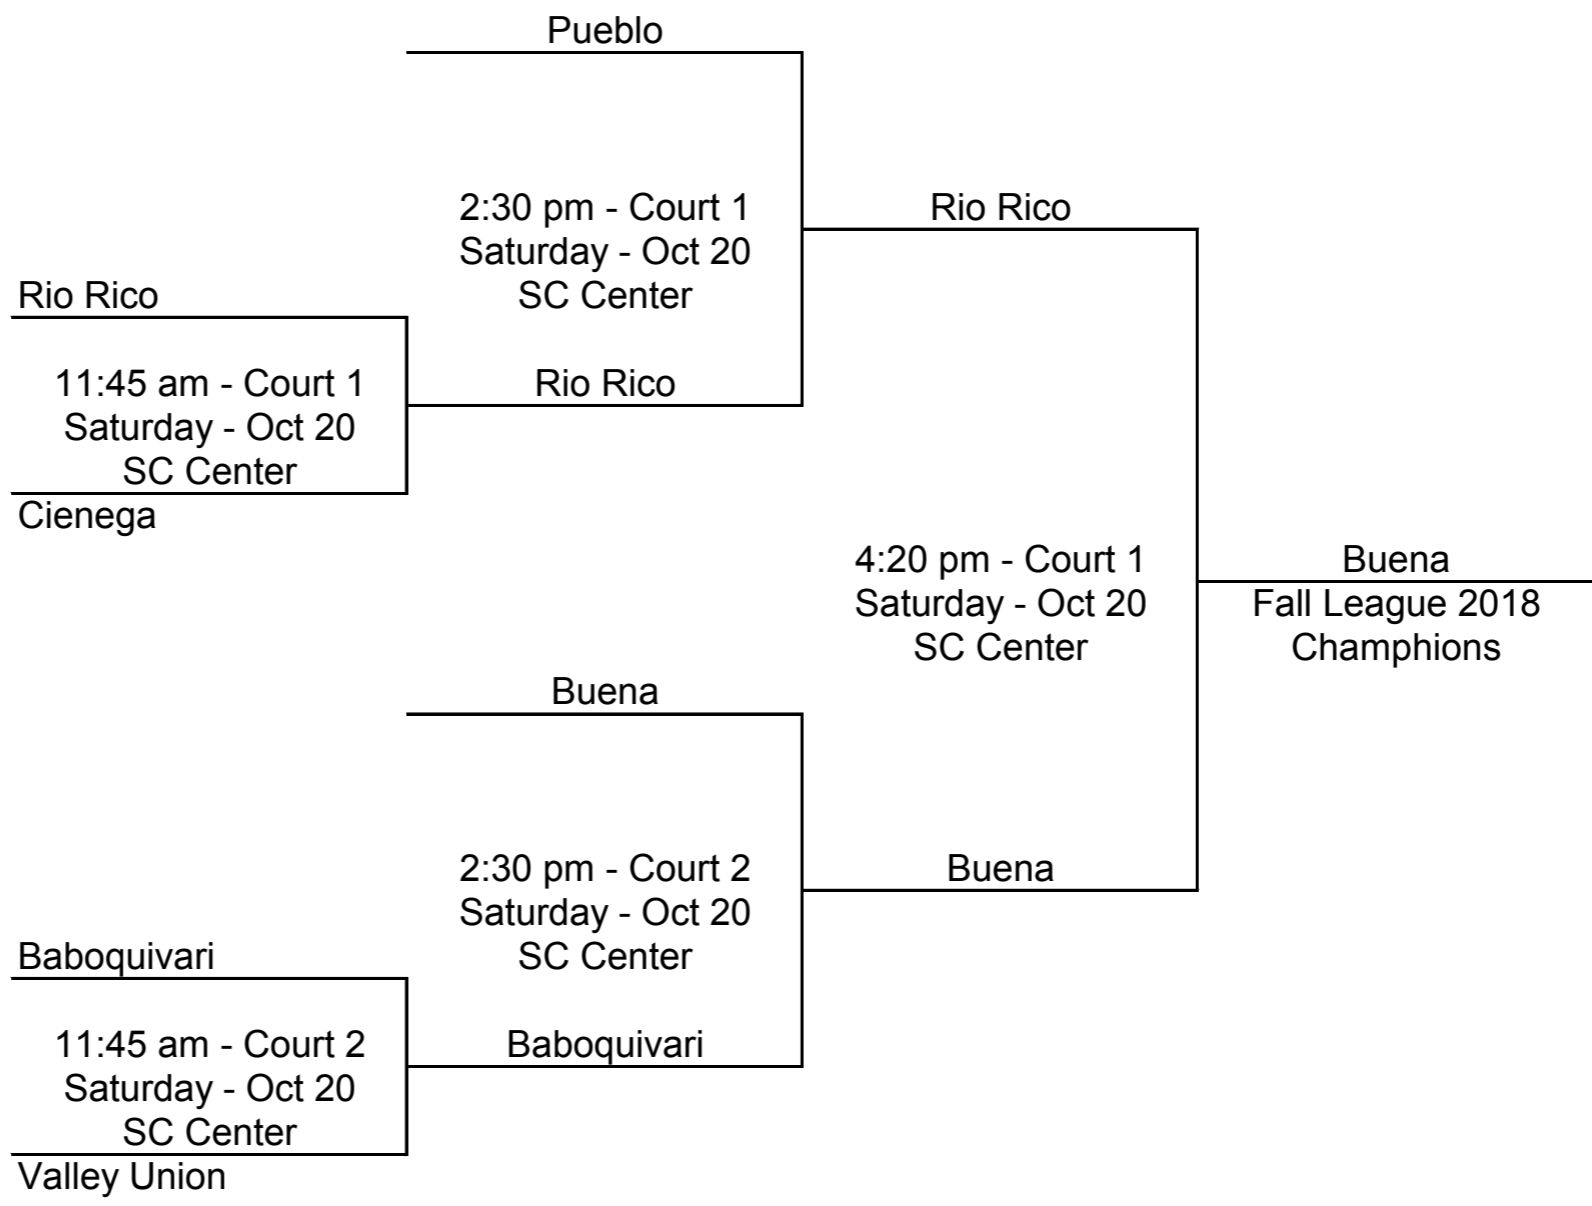 Pueblo
2:30 pm - Court 1
Saturday - Oct 20
SC Center
Rio Rico
Rio Rico
11:45 am - Court 1
Saturday - Oct 20
SC Center
Cienega
Rio Rico
4:20 pm - Court 1
Saturday - Oct 20
SC Center
Buena
Fall League 2018
Champhions
Buena
2:30 pm - Court 2
Saturday - Oct 20
SC Center
Buena
Baboquivari
11:45 am - Court 2
Saturday - Oct 20
SC Center
Valley Union
Baboquivari